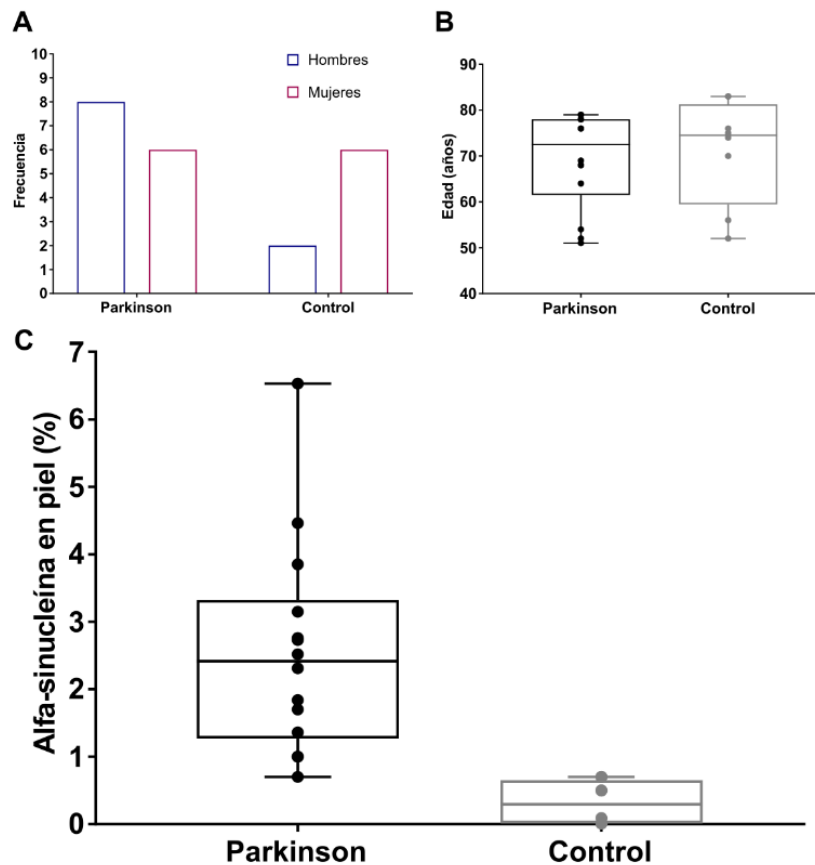 A
Frecuencia
10
9
8
7
6
5
4
3
2
1
0
Hombres
Mujeres
Parkinson
Control
B
Edad (años)
90
80
70
60
50
40
Parkinson
Control
C
Alfa-sinucleína en piel (%)
7
6
5
4
3
2
1
0
Parkinson
Control